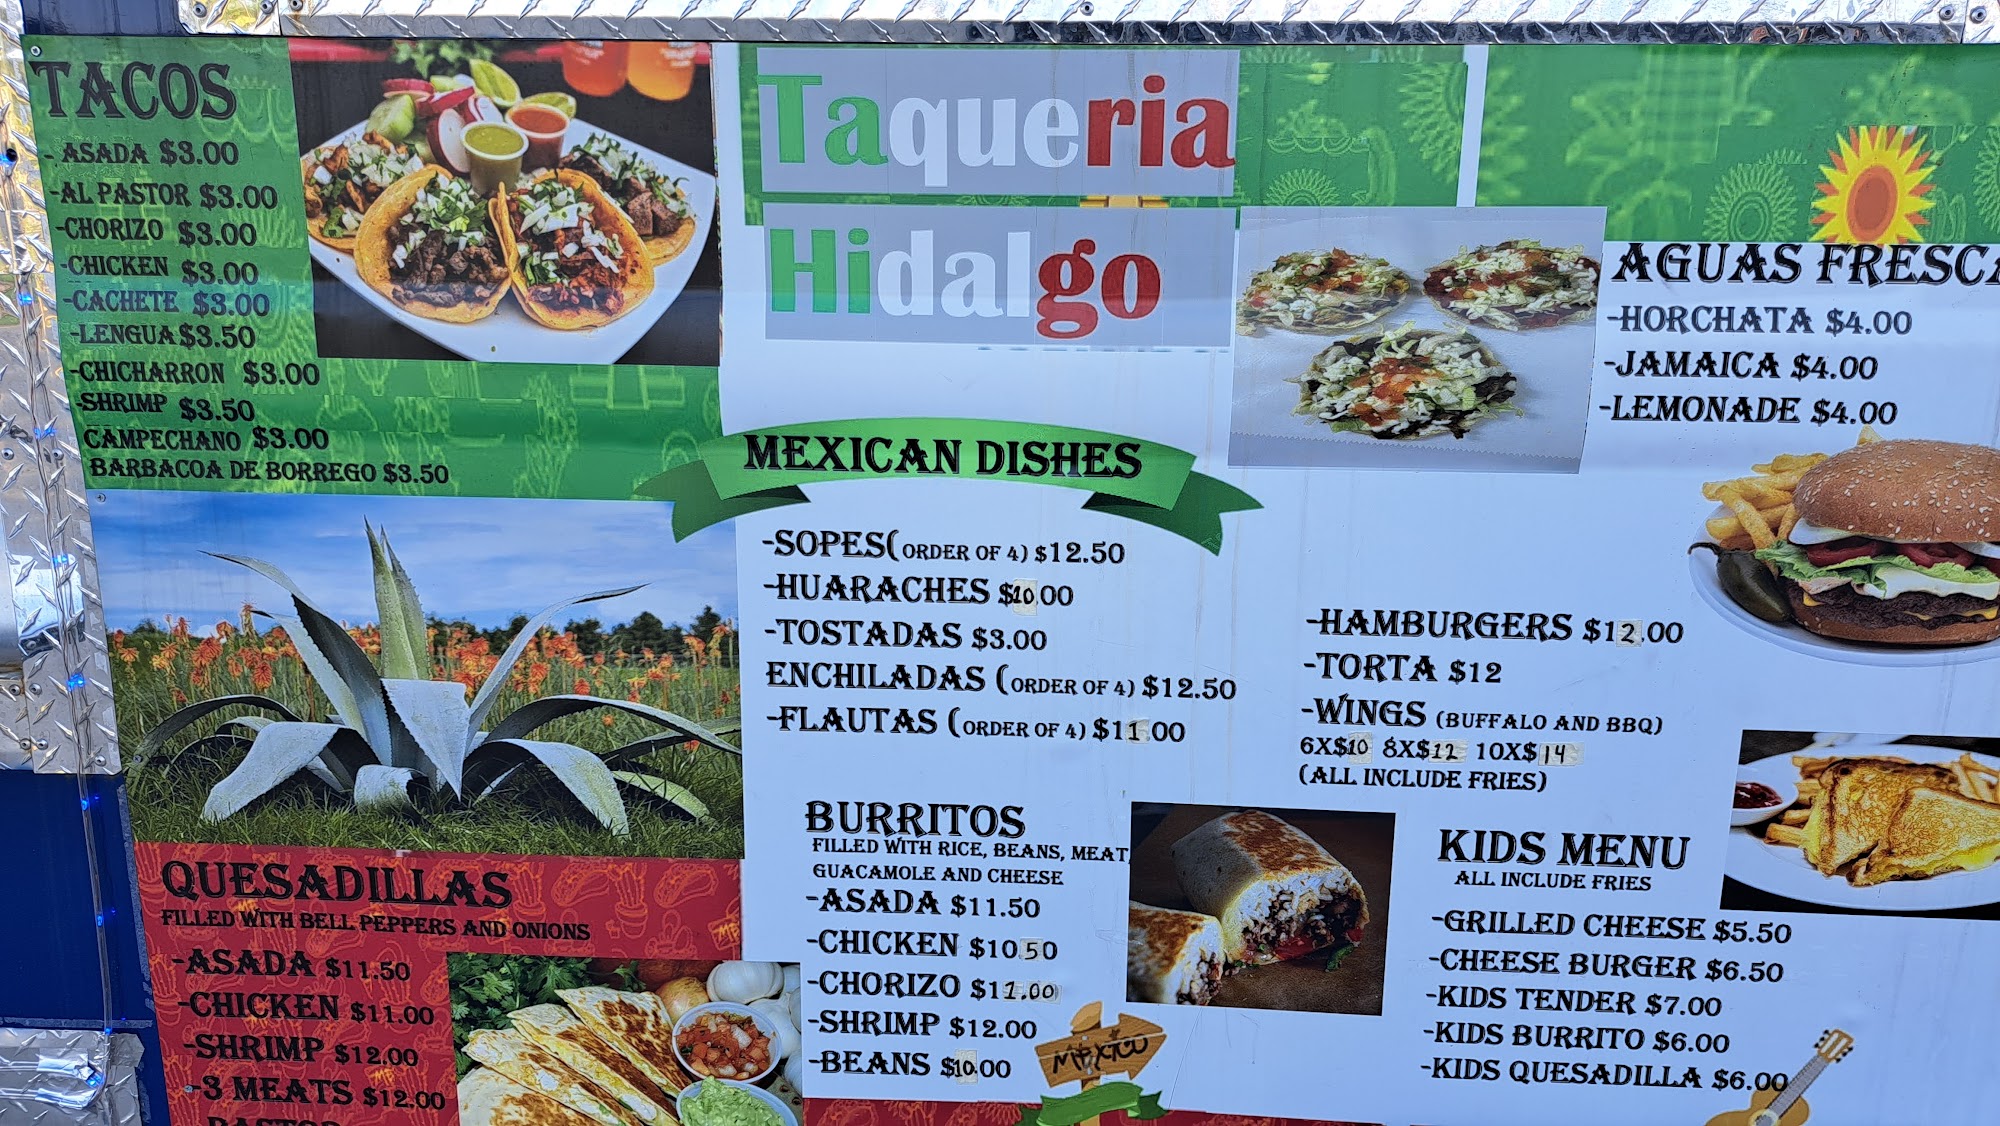 TACOS
- ASADA $3.00
-AL PASTOR $3.00
-CHORIZO $3.00
-CHICKEN $3.00
-CACHETE $3.00
-LENGUA $3.50
-CHICHARRON $3.00
-SHRIMP $3.50
CAMPECHANO $3.00
BARBACOA DE BORREGO $3.50
QUESADILLAS
FILLED WITH BELL PEPPERS AND ONIONS
-ASADA $11.50
-CHICKEN $11.00
-SHRIMP $12.00
-3 MEATS $12.00
PASTOR
Taqueria
Hidalgo
MEXICAN DISHES
-SOPES(ORDER OF 4) $12.50
-HUARACHES $10.00
-TOSTADAS $3.00
ENCHILADAS (ORDER OF 4) $12.50
-FLAUTAS (ORDER OF 4) $11.00
BURRITOS
FILLED WITH RICE, BEANS, MEAT,
GUACAMOLE AND CHEESE
-ASADA $11.50
-CHICKEN $10.50
-CHORIZO $11.00
-SHRIMP $12.00
-BEANS $10.00
MEXICO
AGUAS FRESCA
-HORCHATA $4.00
-JAMAICA $4.00
-LEMONADE $4.00
-HAMBURGERS $12.00
-TORTA $12
-WINGS (BUFFALO AND BBQ)
6X$10 8X$12 10X$14
(ALL INCLUDE FRIES)
KIDS MENU
ALL INCLUDE FRIES
-GRILLED CHEESE $5.50
-CHEESE BURGER $6.50
-KIDS TENDER $7.00
-KIDS BURRITO $6.00
-KIDS QUESADILLA $6.00